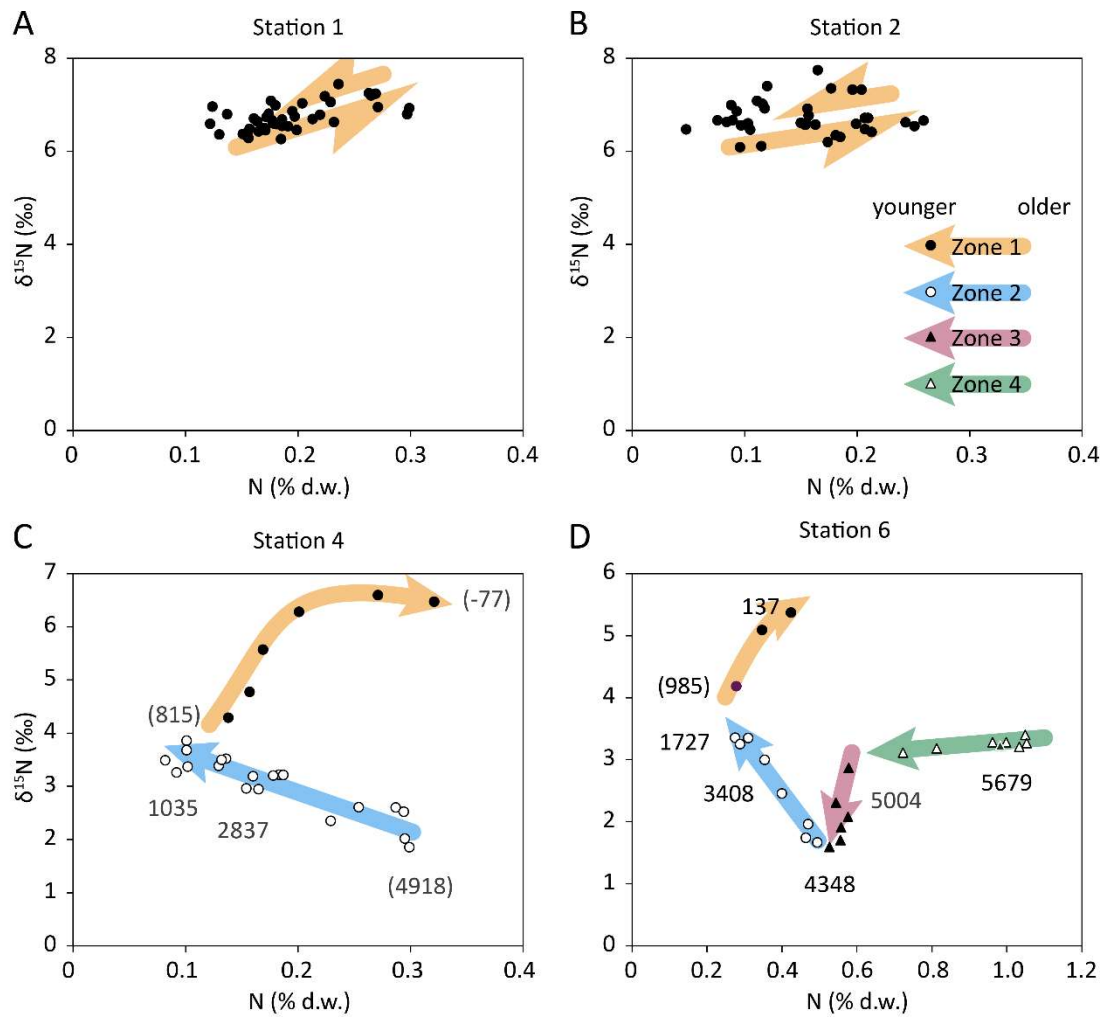 A
Station 1
8
6
4
2
0
δ¹⁵N (‰)
0
0.1
0.2
0.3
0.4
N (% d.w.)
B
Station 2
8
6
4
2
0
δ¹⁵N (‰)
younger older
Zone 1
Zone 2
Zone 3
Zone 4
0
0.1
0.2
0.3
0.4
N (% d.w.)
C
Station 4
7
6
5
4
3
2
1
0
δ¹⁵N (‰)
(-77)
(815)
1035
2837
(4918)
0
0.1
0.2
0.3
0.4
N (% d.w.)
D
Station 6
6
5
4
3
2
1
0
δ¹⁵N (‰)
137
(985)
1727
3408
5004
5679
4348
0
0.2
0.4
0.6
0.8
1.0
1.2
N (% d.w.)